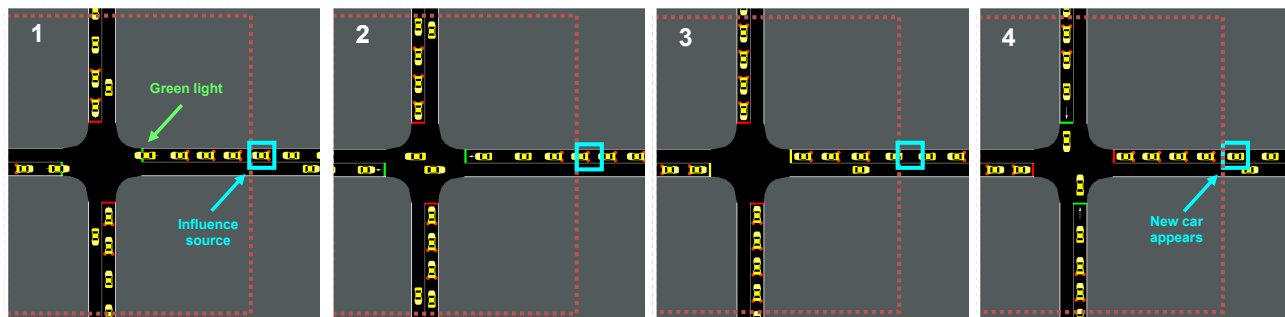 1
Green light
Influence
source
2
3
4
New car
appears